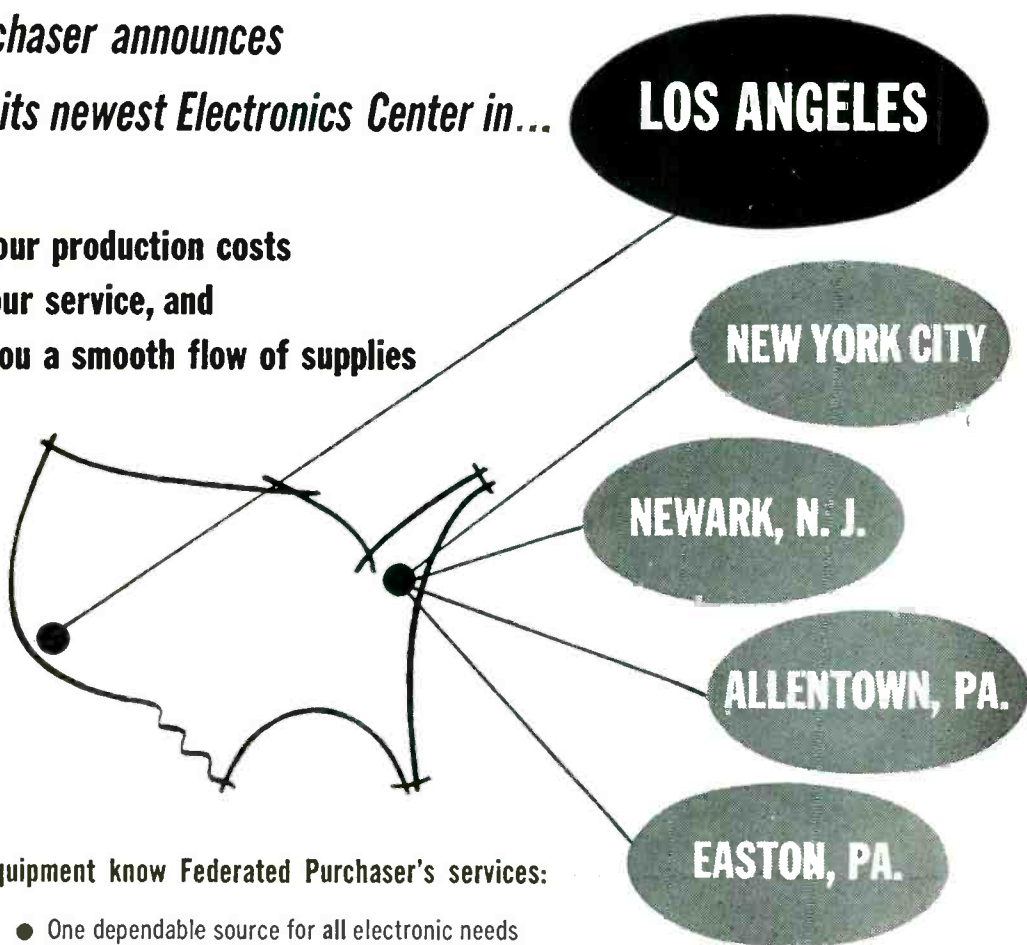 chaser announces
its newest Electronics Center in...
LOS ANGELES
our production costs
our service, and
you a smooth flow of supplies
NEW YORK CITY
NEWARK, N. J.
ALLENTOWN, PA.
EASTON, PA.
quipment know Federated Purchaser's services:
● One dependable source for all electronic needs